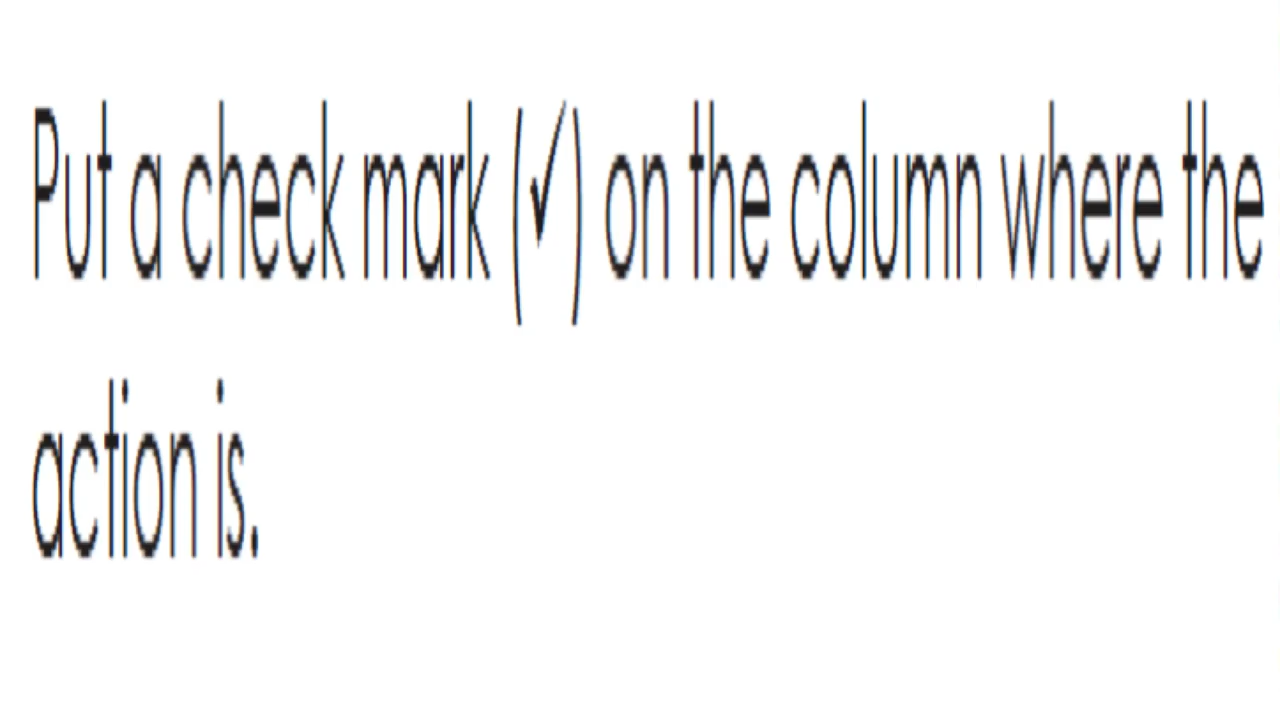 Put a check mark (✓) on the column where the
action is.